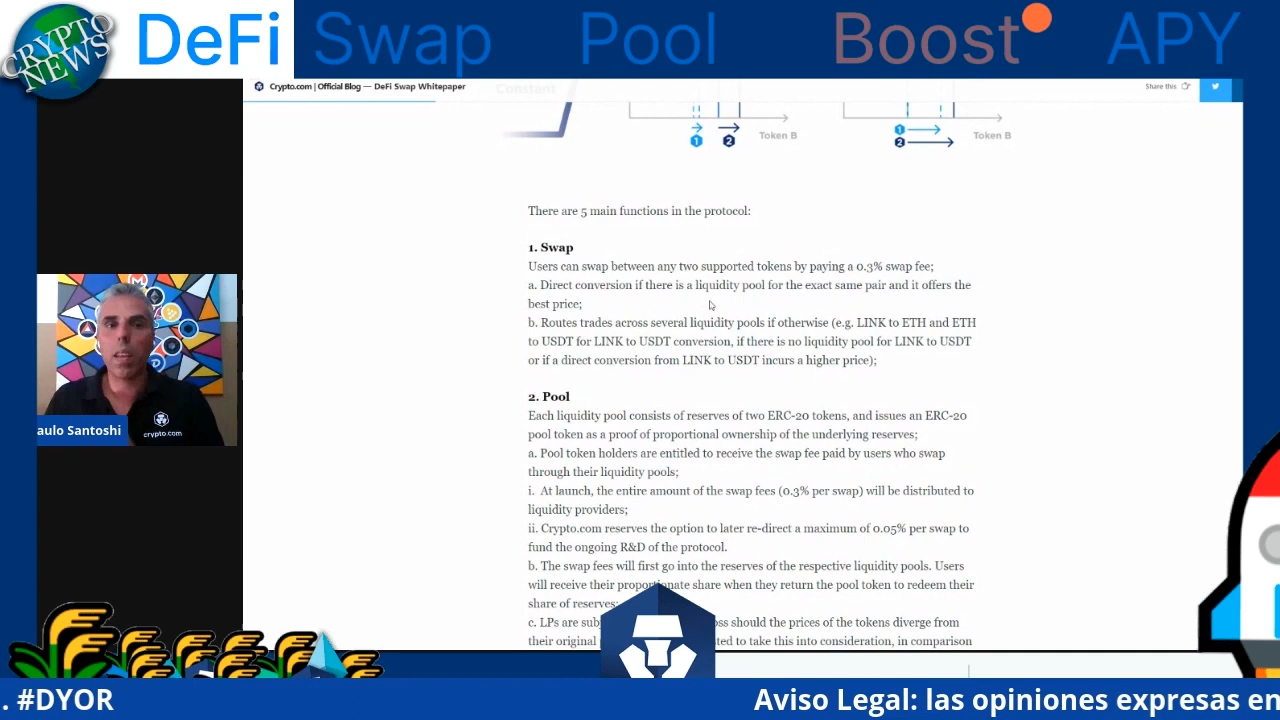 CRYPTO
NEWS
DeFi Swap Pool Boost APY
Crypto.com | Official Blog — DeFi Swap Whitepaper
Share this
Constant
1
2
Token B
1
2
Token B
There are 5 main functions in the protocol:
1. Swap
Users can swap between any two supported tokens by paying a 0.3% swap fee;
a. Direct conversion if there is a liquidity pool for the exact same pair and it offers the
best price;
b. Routes trades across several liquidity pools if otherwise (e.g. LINK to ETH and ETH
to USDT for LINK to USDT conversion, if there is no liquidity pool for LINK to USDT
or if a direct conversion from LINK to USDT incurs a higher price);
2. Pool
Each liquidity pool consists of reserves of two ERC-20 tokens, and issues an ERC-20
pool token as a proof of proportional ownership of the underlying reserves;
a. Pool token holders are entitled to receive the swap fee paid by users who swap
through their liquidity pools;
i. At launch, the entire amount of the swap fees (0.3% per swap) will be distributed to
liquidity providers;
ii. Crypto.com reserves the option to later re-direct a maximum of 0.05% per swap to
fund the ongoing R&D of the protocol.
b. The swap fees will first go into the reserves of the respective liquidity pools. Users
will receive their proportionate share when they return the pool token to redeem their
share of reserves;
c. LPs are should the prices of the tokens diverge from
their original to take this into consideration, in comparison
crypto.com
aulo Santoshi
. #DYOR
Aviso Legal: las opiniones expresas en